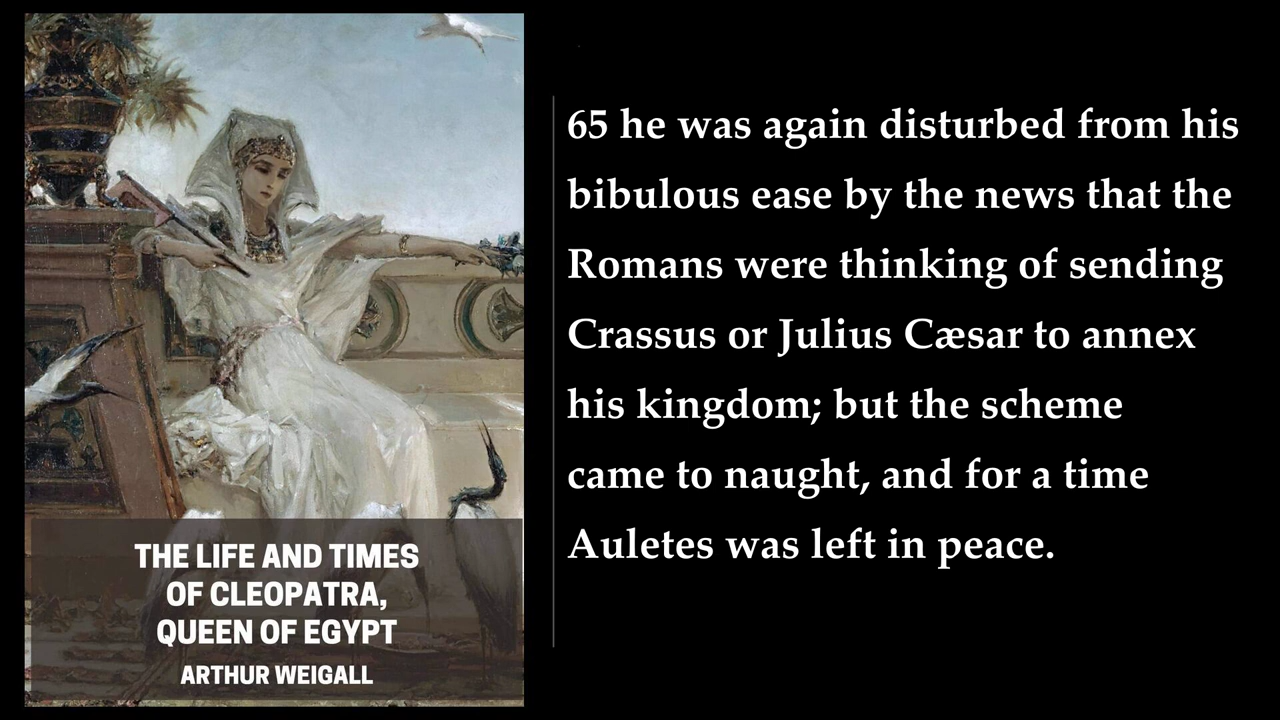 THE LIFE AND TIMES
OF CLEOPATRA,
QUEEN OF EGYPT
ARTHUR WEIGALL
65 he was again disturbed from his
bibulous ease by the news that the
Romans were thinking of sending
Crassus or Julius Cæsar to annex
his kingdom; but the scheme
came to naught, and for a time
Auletes was left in peace.